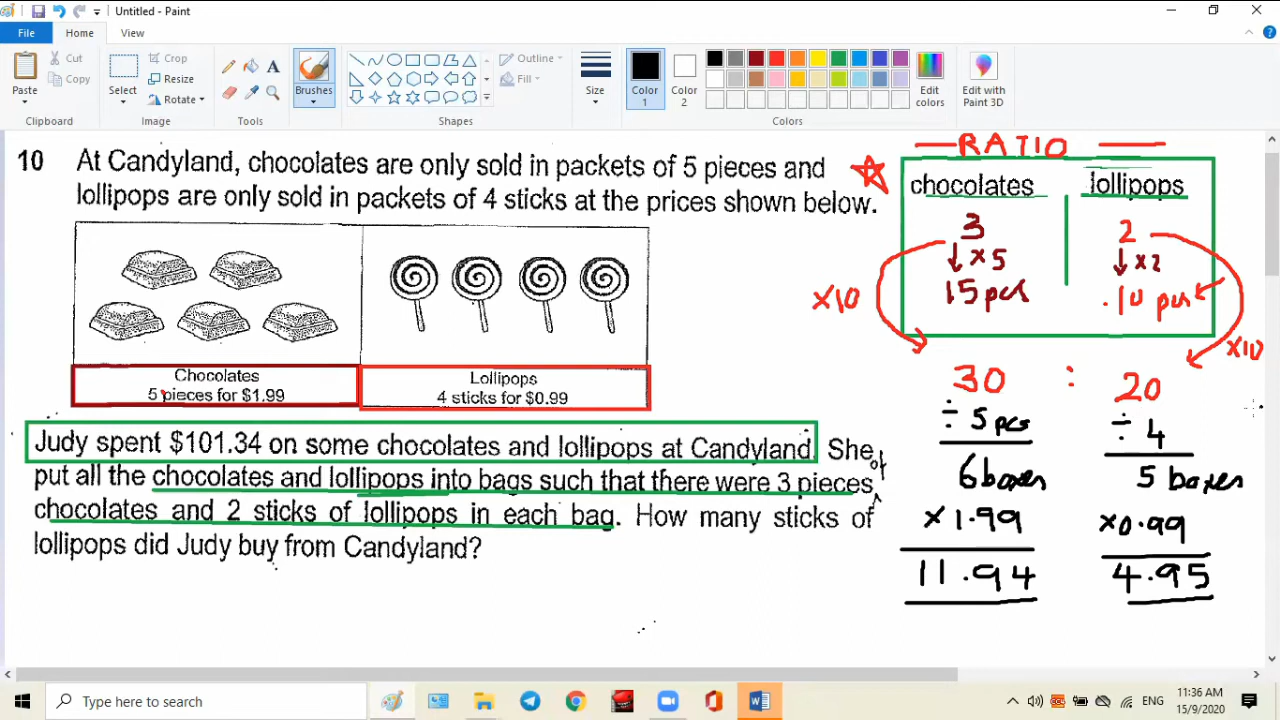 Untitled - Paint
File
Home
View
Paste
Cut
Copy
Clipboard
Select
Crop
Resize
Rotate
Image
Tools
Brushes
Shapes
Outline
Fill
Size
Color 1
Color 2
Colors
Edit colors
Edit with Paint 3D
10 At Candyland, chocolates are only sold in packets of 5 pieces and
lollipops are only sold in packets of 4 sticks at the prices shown below.
Chocolates
5 pieces for $1.99
Lollipops
4 sticks for $0.99
Judy spent $101.34 on some chocolates and lollipops at Candyland. She
put all the chocolates and lollipops into bags such that there were 3 pieces of
chocolates and 2 sticks of lollipops in each bag. How many sticks of
lollipops did Judy buy from Candyland?
RATIO
chocolates lollipops
3 2
↓ x 5 ↓ x 2
15 pcs 10 pcs
x10 x10
30 : 20
÷ 5 pcs ÷ 4
6 boxes 5 boxes
x 1.99 x 0.99
11.94 4.95
Type here to search
ENG
11:36 AM
15/9/2020